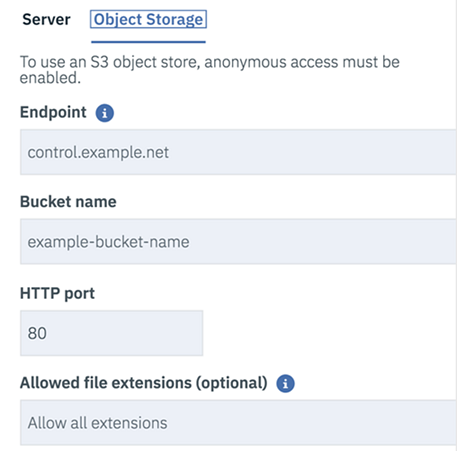 Server Object Storage
To use an S3 object store, anonymous access must be
enabled.
Endpoint i
control.example.net
Bucket name
example-bucket-name
HTTP port
80
Allowed file extensions (optional) i
Allow all extensions